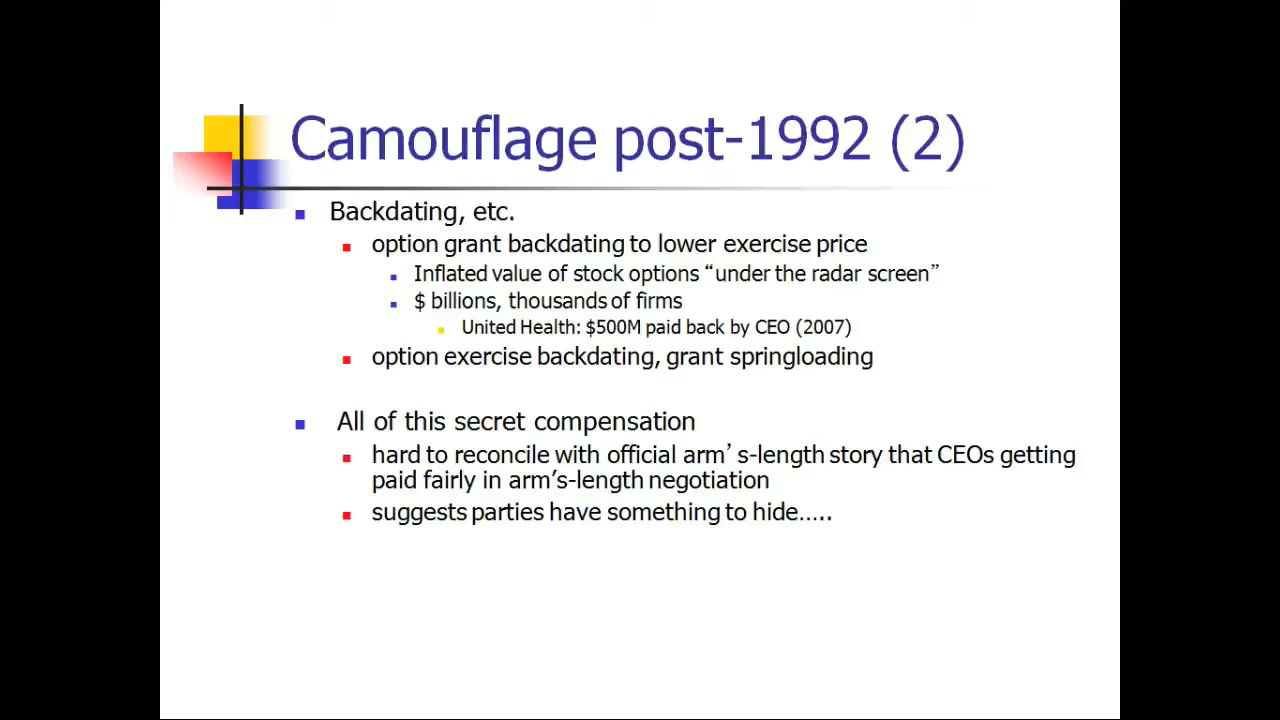 Camouflage post-1992 (2)
Backdating, etc.
option grant backdating to lower exercise price
Inflated value of stock options “under the radar screen”
$ billions, thousands of firms
United Health: $500M paid back by CEO (2007)
option exercise backdating, grant springloading
All of this secret compensation
hard to reconcile with official arm’s-length story that CEOs getting
paid fairly in arm's-length negotiation
suggests parties have something to hide…..